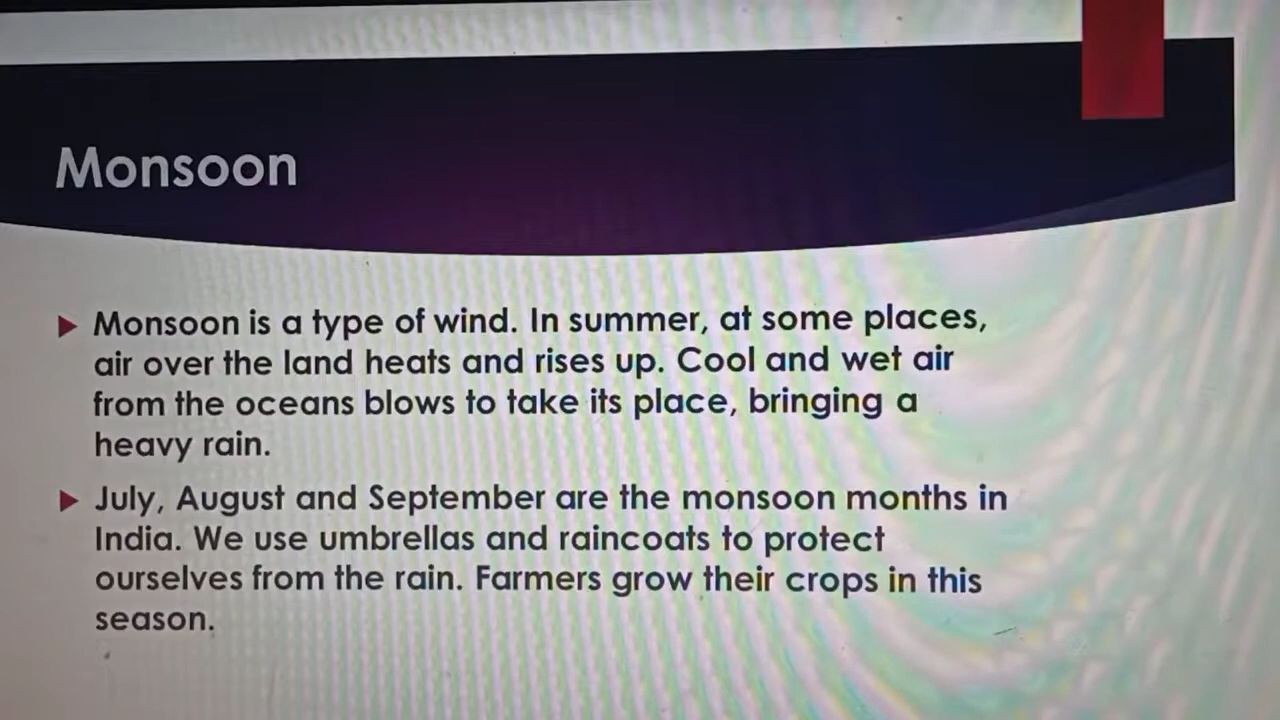 Monsoon
Monsoon is a type of wind. In summer, at some places,
air over the land heats and rises up. Cool and wet air
from the oceans blows to take its place, bringing a
heavy rain.
July, August and September are the monsoon months in
India. We use umbrellas and raincoats to protect
ourselves from the rain. Farmers grow their crops in this
season.